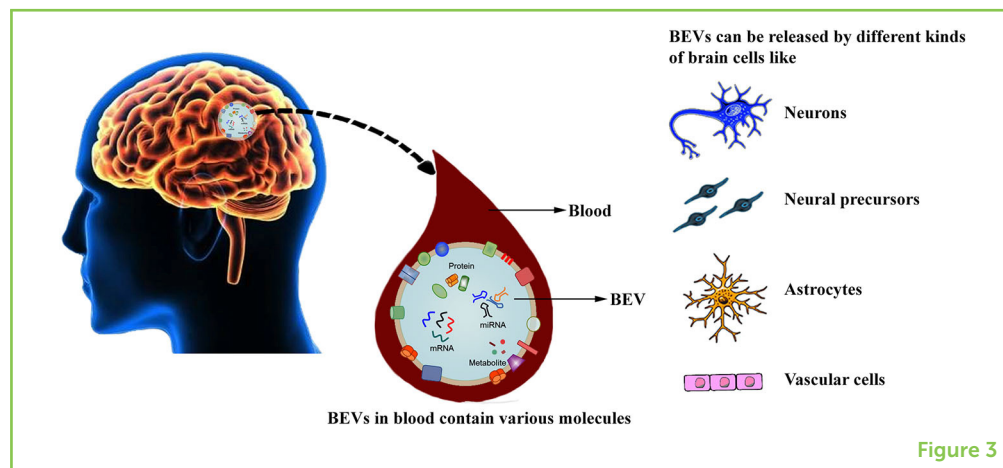 BEVs can be released by different kinds
of brain cells like
Neurons
Neural precursors
Astrocytes
Vascular cells
Blood
BEV
Protein
miRNA
mRNA
Metabolite
BEVs in blood contain various molecules
Figure 3